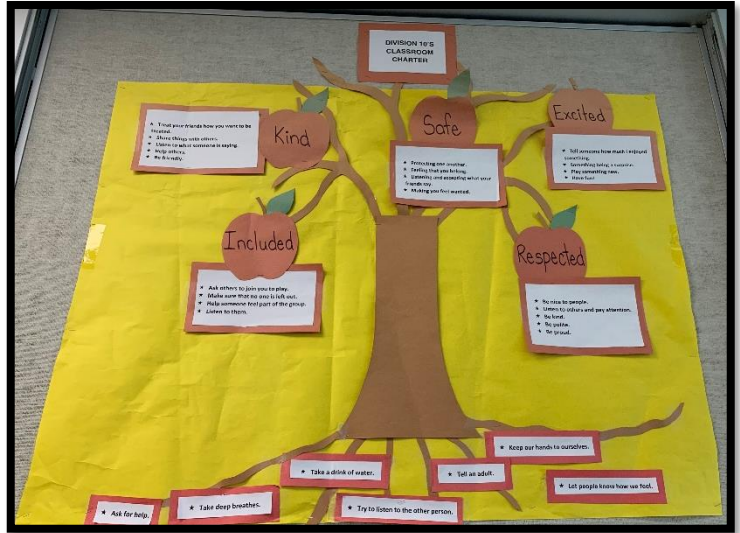 DIVISION 10'S
CLASSROOM
CHARTER
Kind
★ Treat your friends how you want to be
treated.
★ Share things with others.
★ Listen to what someone is saying.
★ Help others.
★ Be friendly.
Safe
★ Protecting one another.
★ Feeling that you belong.
★ Listening and accepting what your
friends say.
★ Making you feel wanted.
Excited
★ Tell someone how much I enjoyed
something.
★ Something being a surprise.
★ Play something new.
★ Have fun!
Included
★ Ask others to join you to play.
★ Make sure that no one is left out.
★ Help someone feel part of the group.
★ Listen to them.
Respected
★ Be nice to people.
★ Listen to others and pay attention.
★ Be kind.
★ Be polite.
★ Be proud.
★ Keep our hands to ourselves.
★ Take a drink of water.
★ Tell an adult.
★ Let people know how we feel.
★ Ask for help.
★ Take deep breathes.
★ Try to listen to the other person.